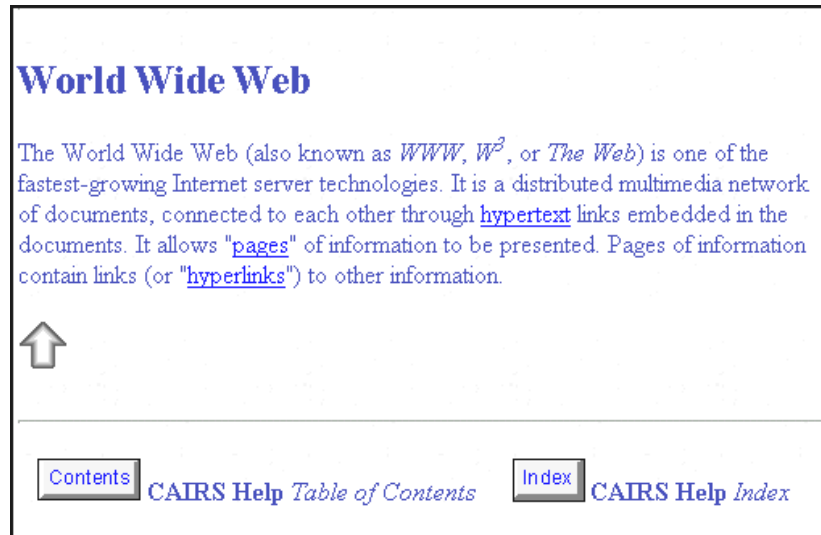 World Wide Web
The World Wide Web (also known as WWW, W³, or The Web) is one of the
fastest-growing Internet server technologies. It is a distributed multimedia network
of documents, connected to each other through hypertext links embedded in the
documents. It allows "pages" of information to be presented. Pages of information
contain links (or "hyperlinks") to other information.
Contents CAIRS Help Table of Contents Index CAIRS Help Index